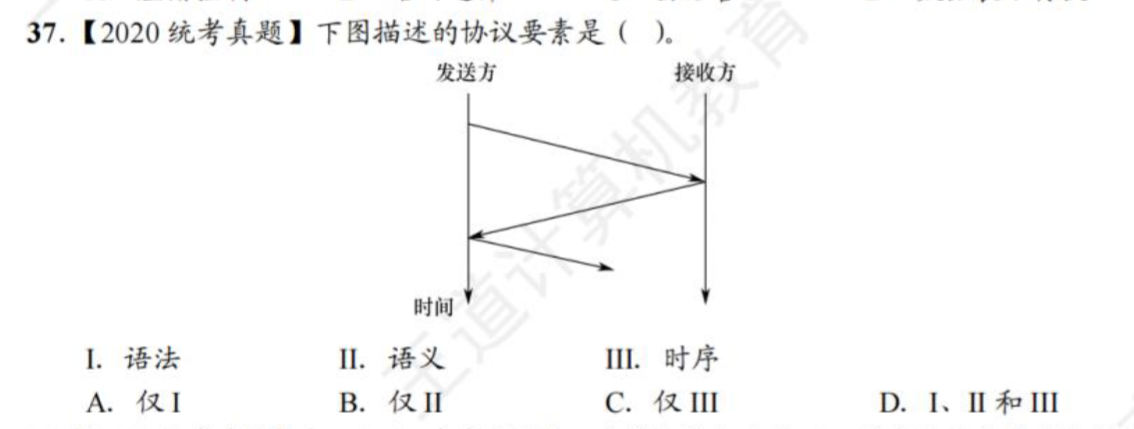 37.【2020 统考真题】下图描述的协议要素是（ ）。
发送方 接收方
时间
I. 语法 II. 语义 III. 时序
A. 仅 I B. 仅 II C. 仅 III D. I、II 和 III
王道计算机教育